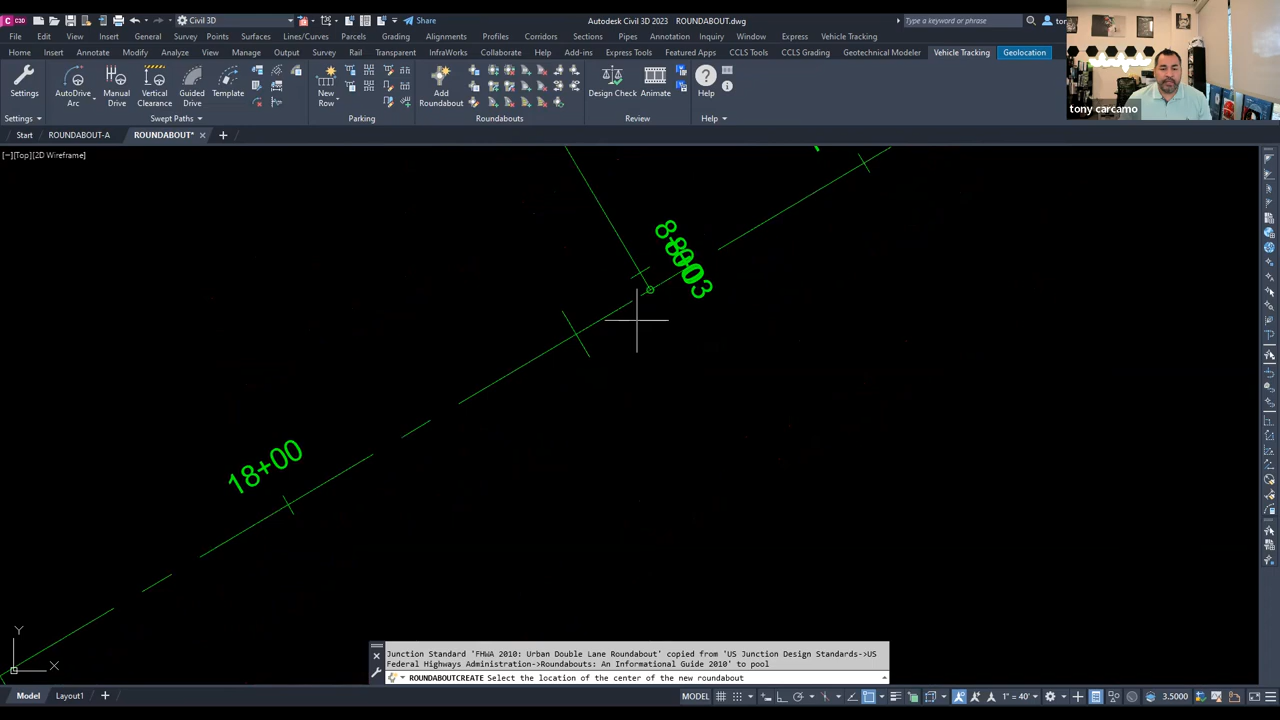 Civil 3D
Share
Autodesk Civil 3D 2023 ROUNDABOUT.dwg
Type a keyword or phrase
File Edit View Insert General Survey Points Surfaces Lines/Curves Parcels Grading Alignments Profiles Corridors Sections Pipes Annotation Inquiry Window Express Vehicle Tracking
Home Insert Annotate Modify Analyze View Manage Output Survey Rail Transparent InfraWorks Collaborate Help Add-ins Express Tools Featured Apps CCLS Tools CCLS Grading Geotechnical Modeler Vehicle Tracking Geolocation
Settings
AutoDrive Arc
Manual Drive
Vertical Clearance
Guided Drive
Template
New Row
Add Roundabout
Design Check
Animate
Help
Settings
Swept Paths
Parking
Roundabouts
Review
Help
tony carcamo
Start ROUNDABOUT-A ROUNDABOUT*
[−][Top][2D Wireframe]
18+00
Y
X
Junction Standard 'FHWA 2010: Urban Double Lane Roundabout' copied from 'US Junction Design Standards->US
Federal Highways Administration->Roundabouts: An Informational Guide 2010' to pool
ROUNDABOUTCREATE Select the location of the center of the new roundabout
Model Layout1
MODEL
1" = 40'
3.5000